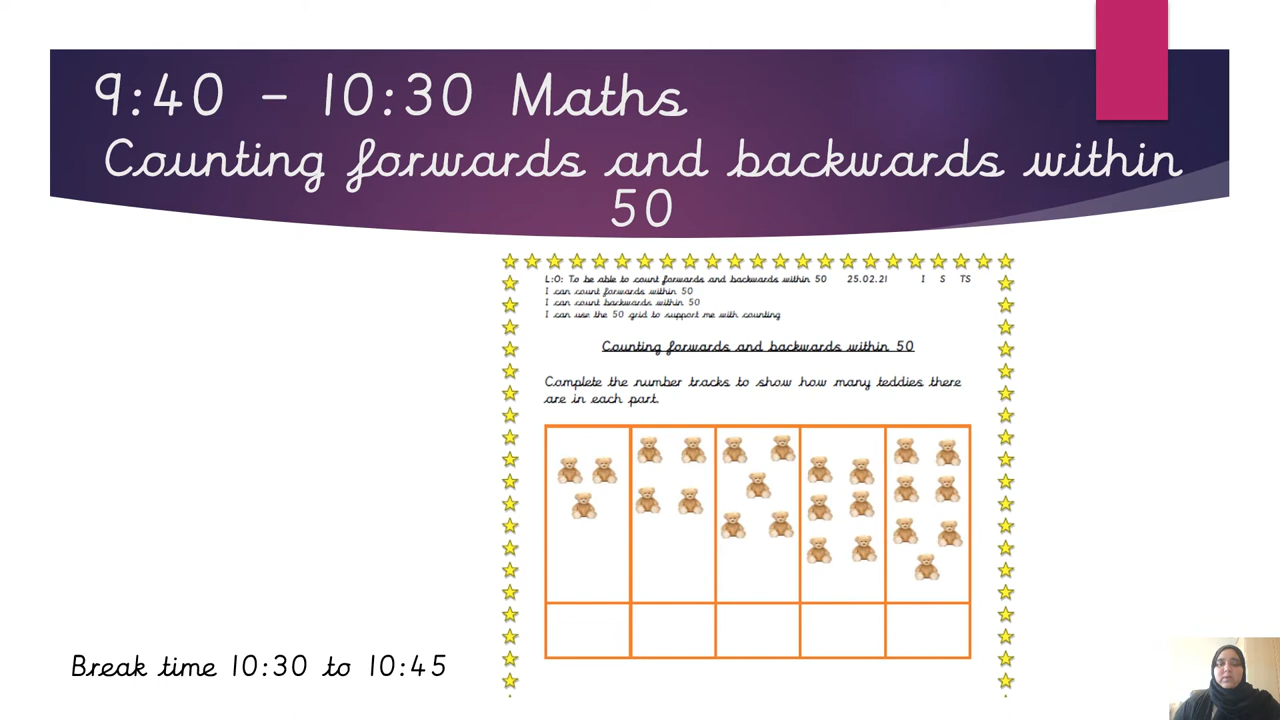 9:40 - 10:30 Maths
Counting forwards and backwards within
50
L:O: To be able to count forwards and backwards within 50 25.02.21 I S TS
I can count forwards within 50
I can count backwards within 50
I can use the 50 grid to support me with counting
Counting forwards and backwards within 50
Complete the number tracks to show how many teddies there
are in each part.
Break time 10:30 to 10:45